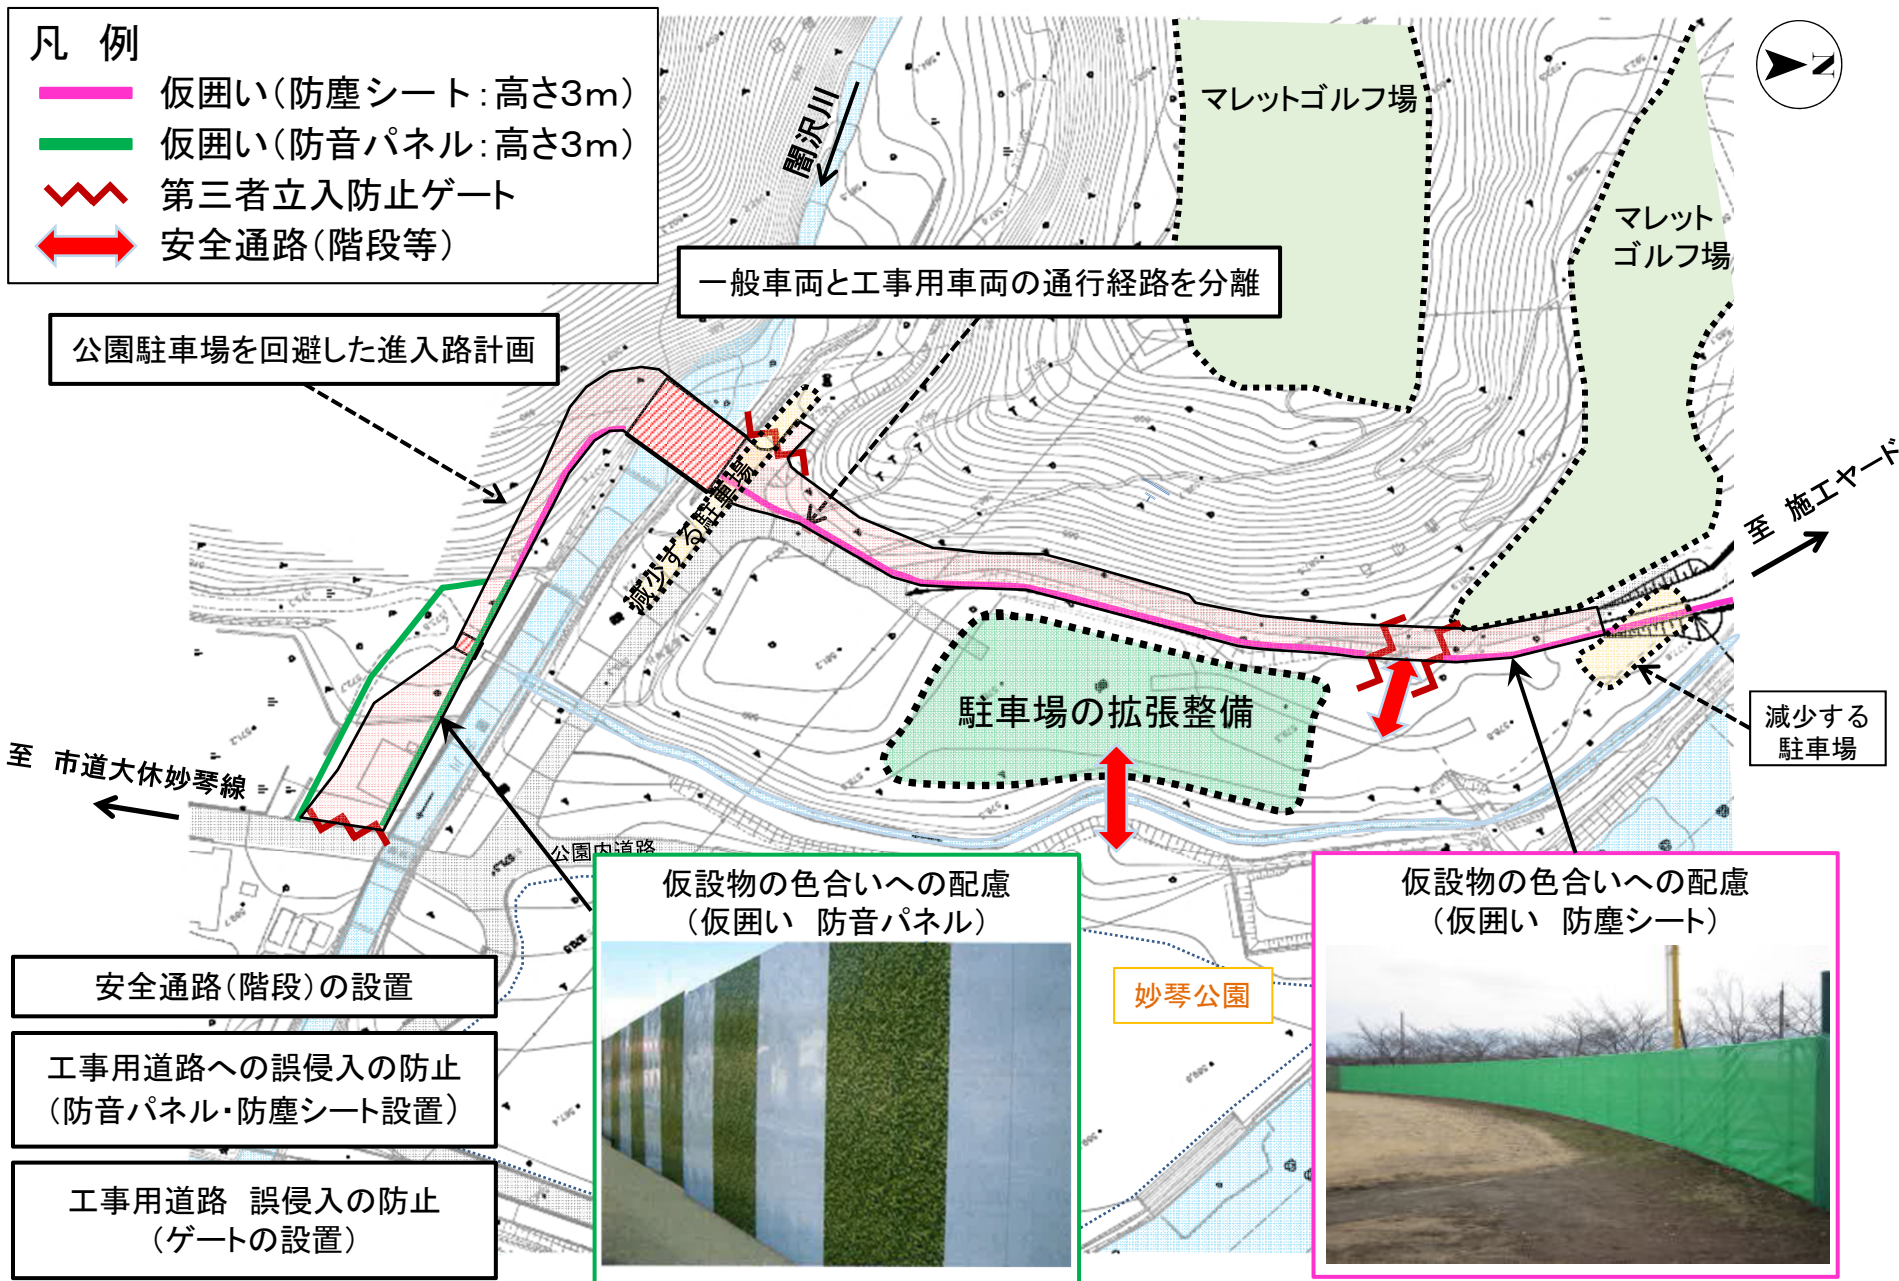 凡 例
仮囲い(防塵シート:高さ3m)
仮囲い(防音パネル:高さ3m)
第三者立入防止ゲート
安全通路(階段等)
N
闇沢川
マレットゴルフ場
マレット
ゴルフ場
一般車両と工事用車両の通行経路を分離
公園駐車場を回避した進入路計画
減少する駐車場
至 施工ヤード
駐車場の拡張整備
減少する
駐車場
至 市道大休妙琴線
公園内道路
仮設物の色合いへの配慮
(仮囲い 防音パネル)
仮設物の色合いへの配慮
(仮囲い 防塵シート)
妙琴公園
安全通路(階段)の設置
工事用道路への誤侵入の防止
(防音パネル・防塵シート設置)
工事用道路 誤侵入の防止
(ゲートの設置)